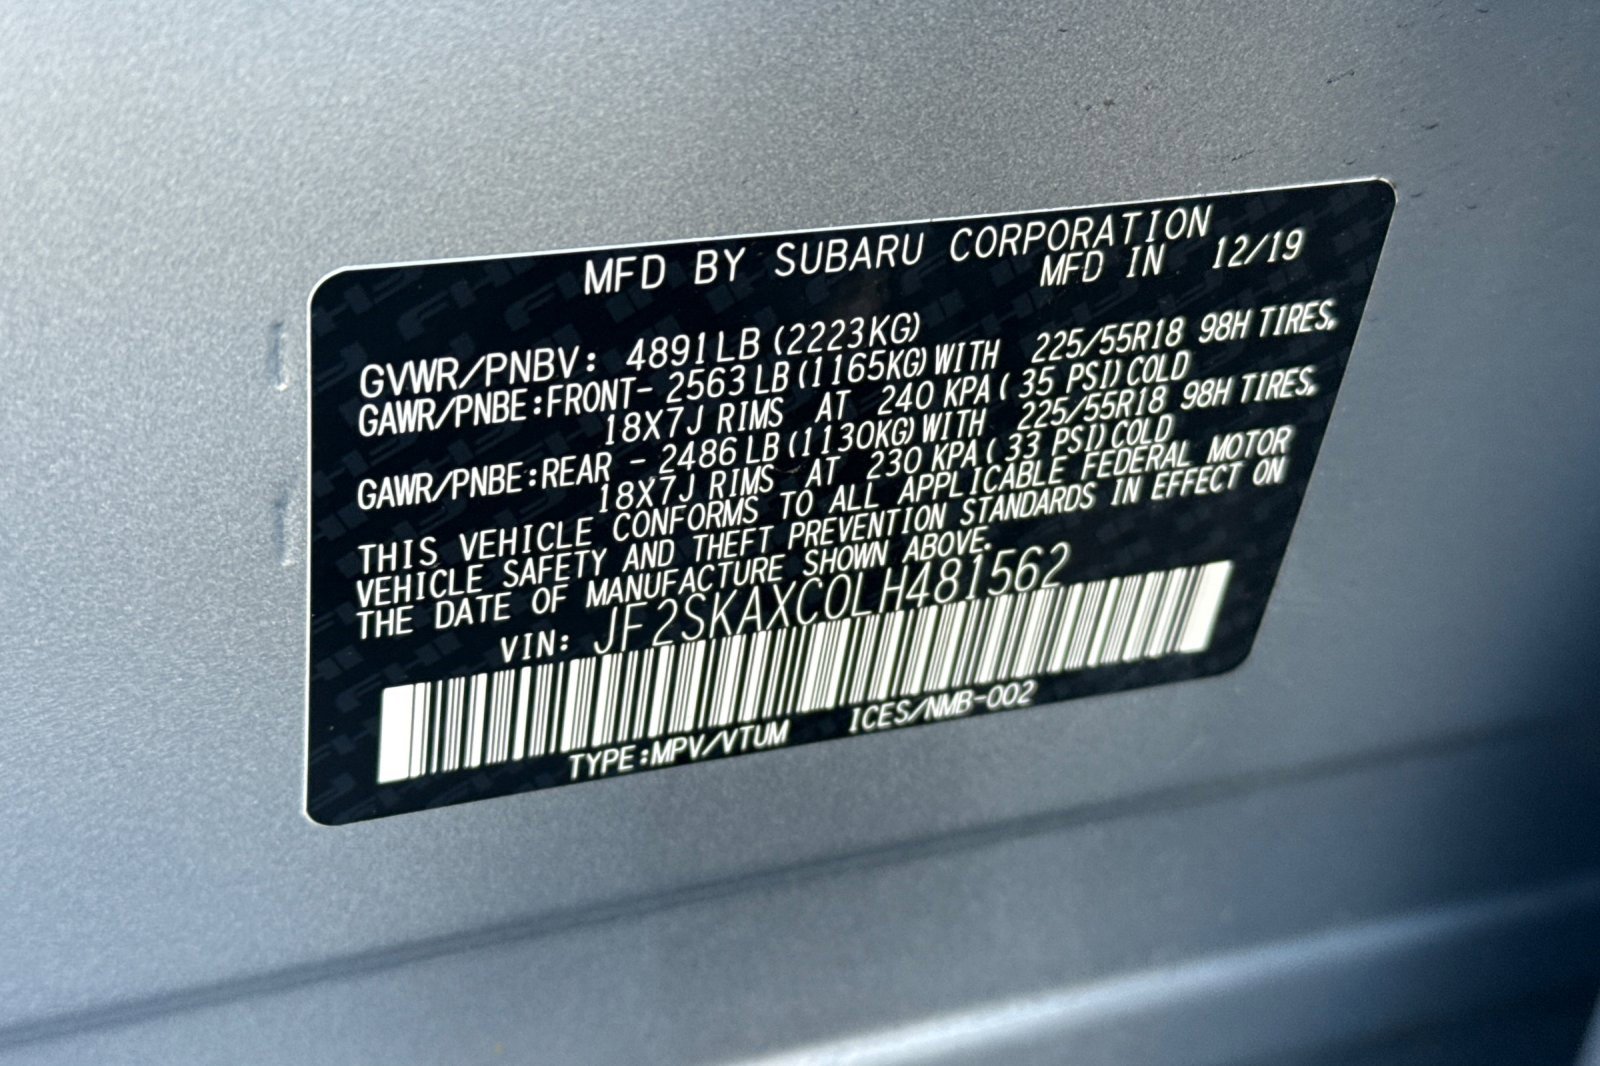 MFD BY SUBARU CORPORATION
MFD IN 12/19
GVWR/PNBV: 4891LB (2223KG)
GAWR/PNBE:FRONT- 2563LB(1165KG)WITH 225/55R18 98H TIRES,
18X7J RIMS AT 240 KPA( 35 PSI)COLD
GAWR/PNBE:REAR - 2486LB(1130KG)WITH 225/55R18 98H TIRES,
18X7J RIMS AT 230 KPA( 33 PSI)COLD
THIS VEHICLE CONFORMS TO ALL APPLICABLE FEDERAL MOTOR
VEHICLE SAFETY AND THEFT PREVENTION STANDARDS IN EFFECT ON
THE DATE OF MANUFACTURE SHOWN ABOVE.
VIN: JF2SKAXC0LH481562
TYPE:MPV/VTUM ICES/NMB-002